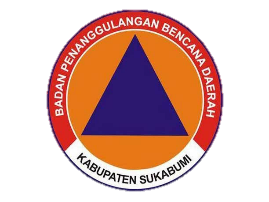 BADAN PENANGGULANGAN BENCANA DAERAH
KABUPATEN SUKABUMI